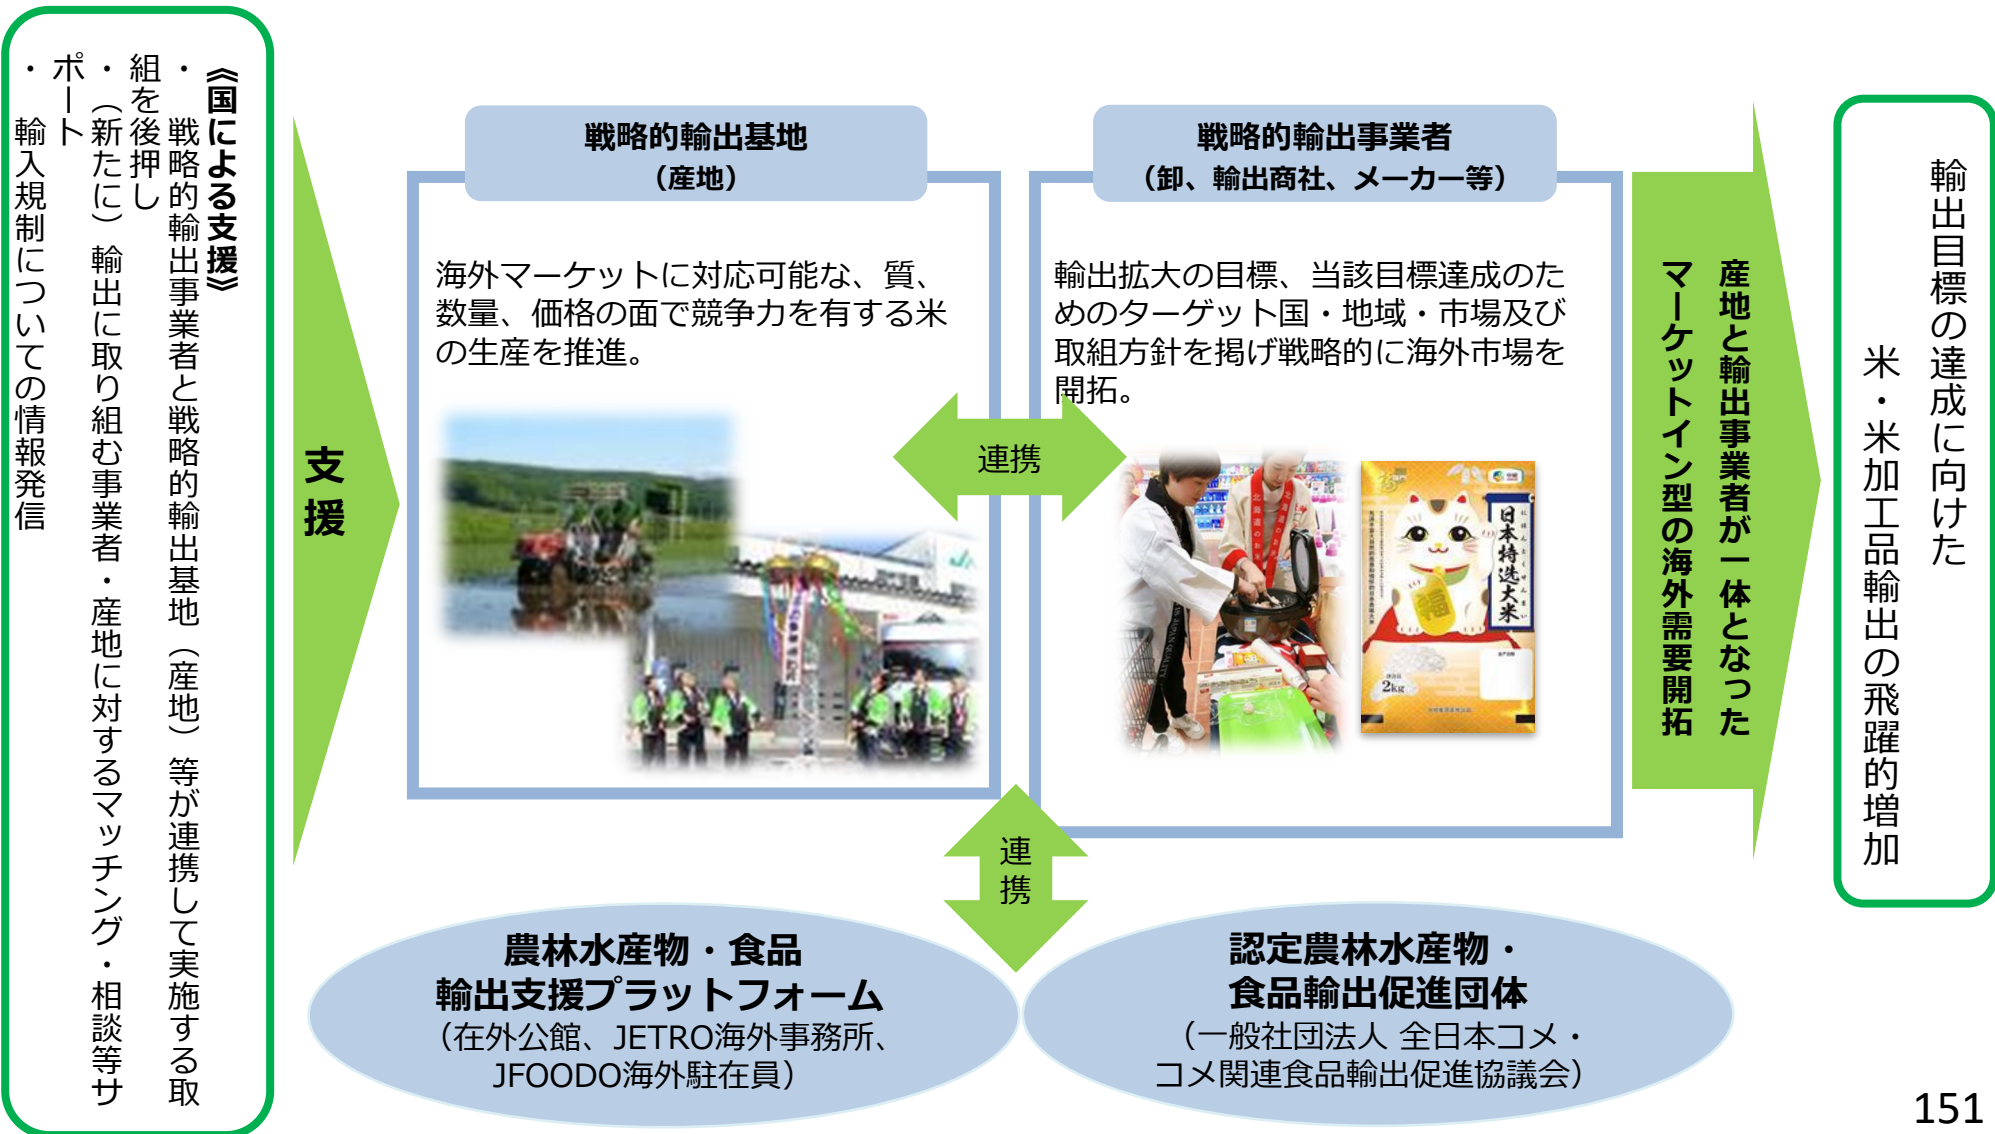 《国による支援》
・　戦略的輸出事業者と戦略的輸出基地（産地）等が連携して実施する取
組を後押し
・（新たに）輸出に取り組む事業者・産地に対するマッチング・相談等サ
ポート
・　輸入規制についての情報発信
支援
戦略的輸出基地
（産地）
海外マーケットに対応可能な、質、
数量、価格の面で競争力を有する米
の生産を推進。
連携
戦略的輸出事業者
（卸、輸出商社、メーカー等）
輸出拡大の目標、当該目標達成のた
めのターゲット国・地域・市場及び
取組方針を掲げ戦略的に海外市場を
開拓。
日本特选大米
福
2kg
連携
農林水産物・食品
輸出支援プラットフォーム
（在外公館、JETRO海外事務所、
JFOODO海外駐在員）
認定農林水産物・
食品輸出促進団体
（一般社団法人 全日本コメ・
コメ関連食品輸出促進協議会）
産地と輸出事業者が一体となった
マーケットイン型の海外需要開拓
輸出目標の達成に向けた
米・米加工品輸出の飛躍的増加
151